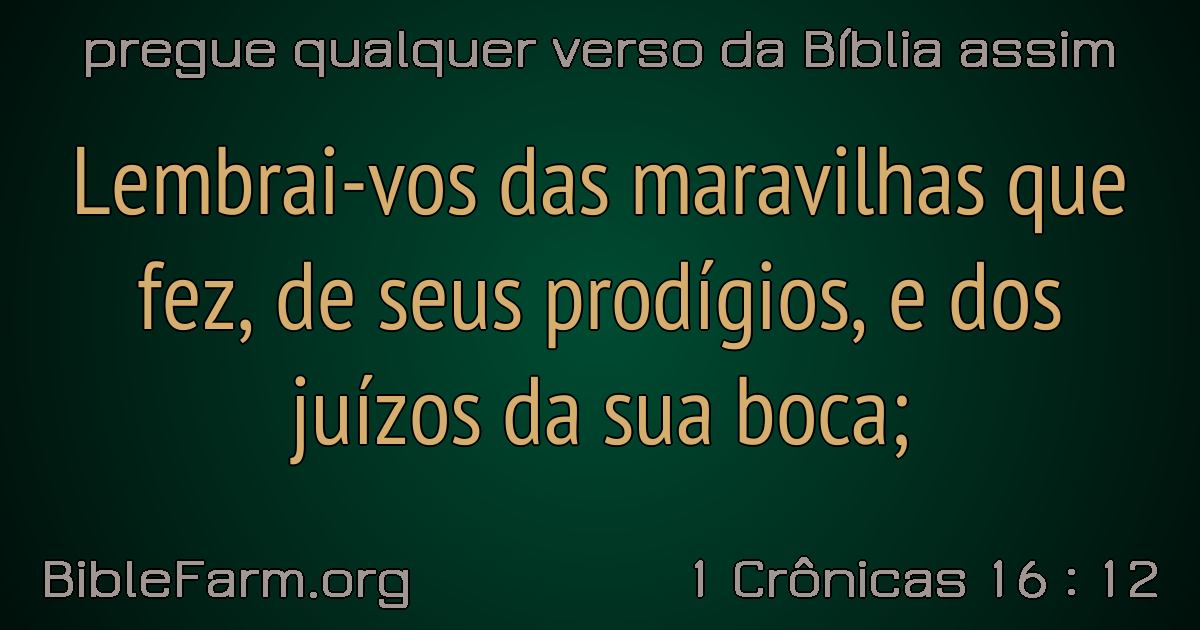 pregue qualquer verso da Bíblia assim
Lembrai-vos das maravilhas que
fez, de seus prodígios, e dos
juízos da sua boca;
BibleFarm.org
1 Crônicas 16 : 12